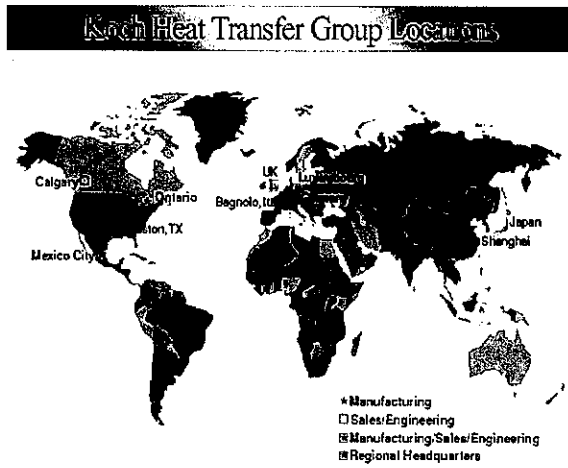 Koch Heat Transfer Group Locations
UK
Calgary
Ontario
Bagnolo,
Japan
Shanghai
Mexico City
Manufacturing
Sales/Engineering
Manufacturing/Sales/Engineering
Regional Headquarters